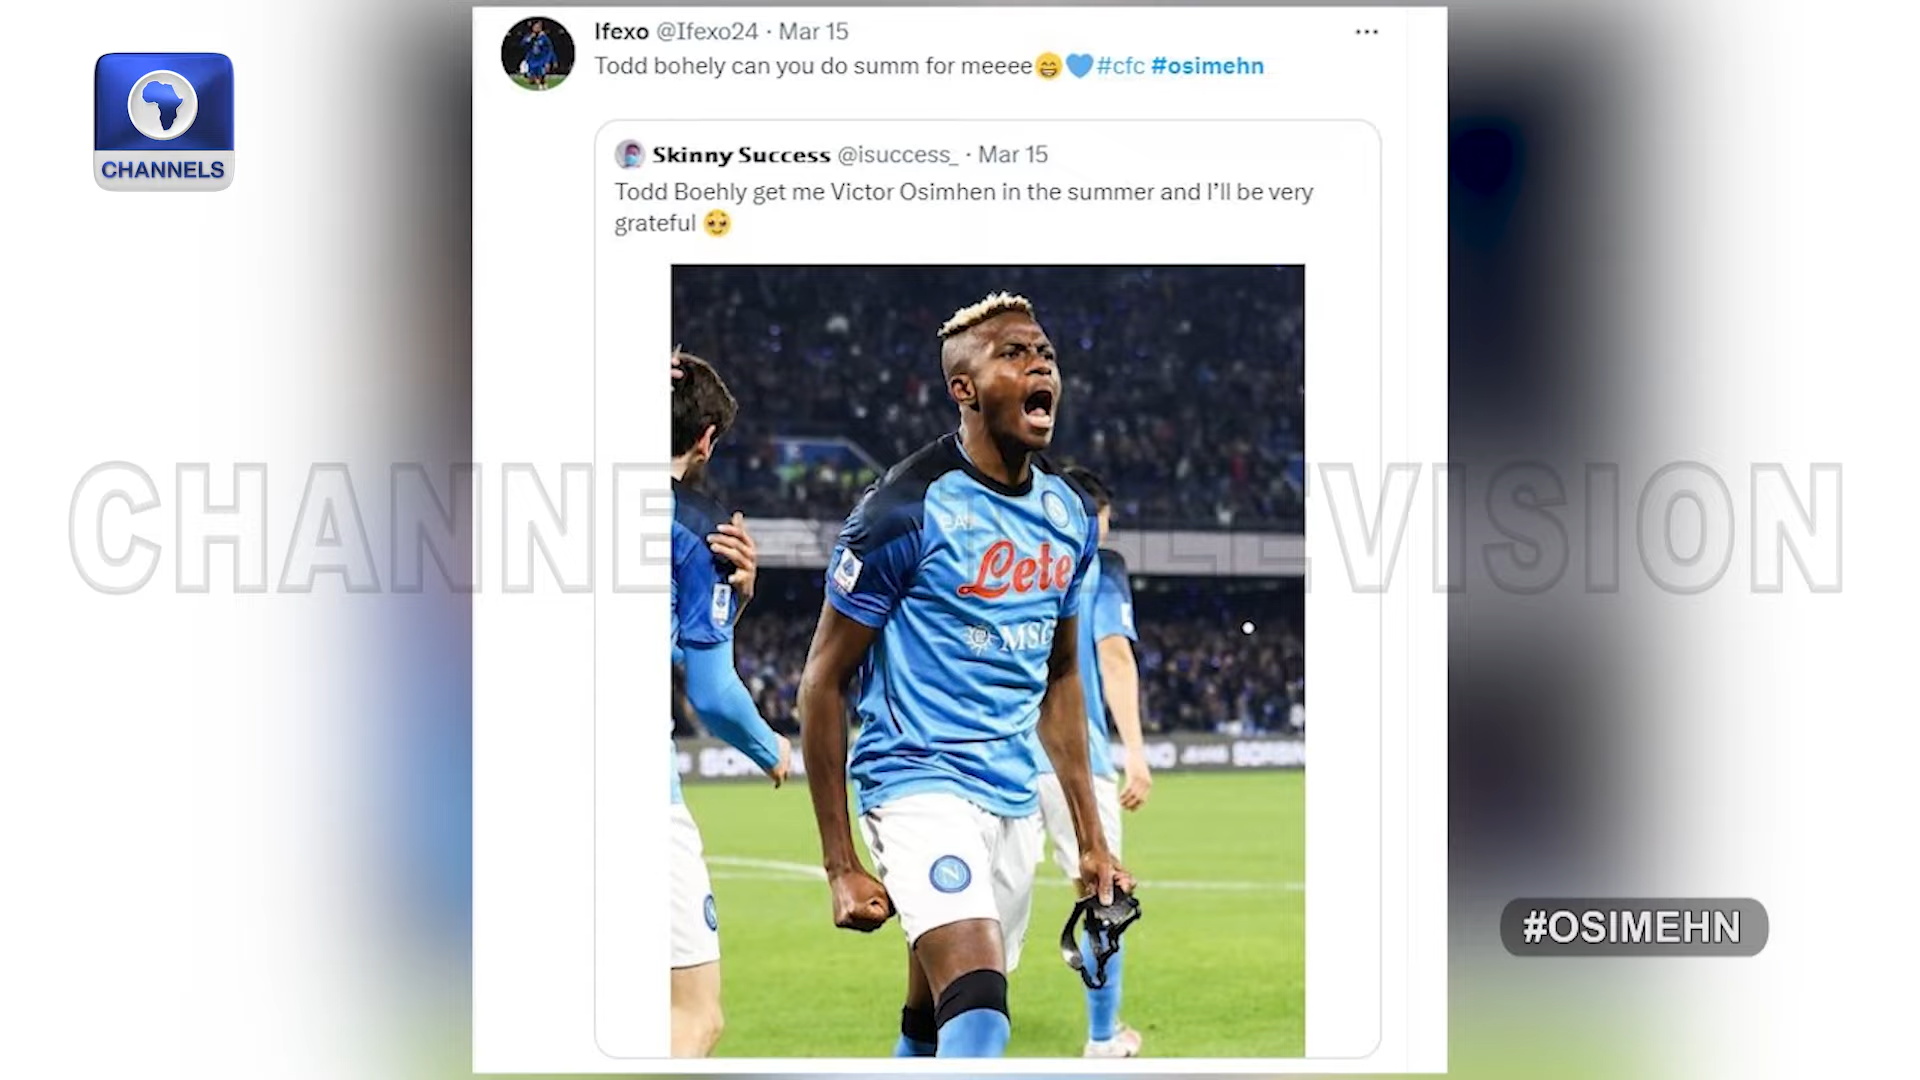 CHANNELS
Ifexo @Ifexo24 · Mar 15
Todd bohely can you do summ for meeee😁💙#cfc #osimehn
Skinny Success @isuccess_ · Mar 15
Todd Boehly get me Victor Osimhen in the summer and I’ll be very
grateful 🥹
CHANNELS TELEVISION
Lete
MSC
N
#OSIMEHN